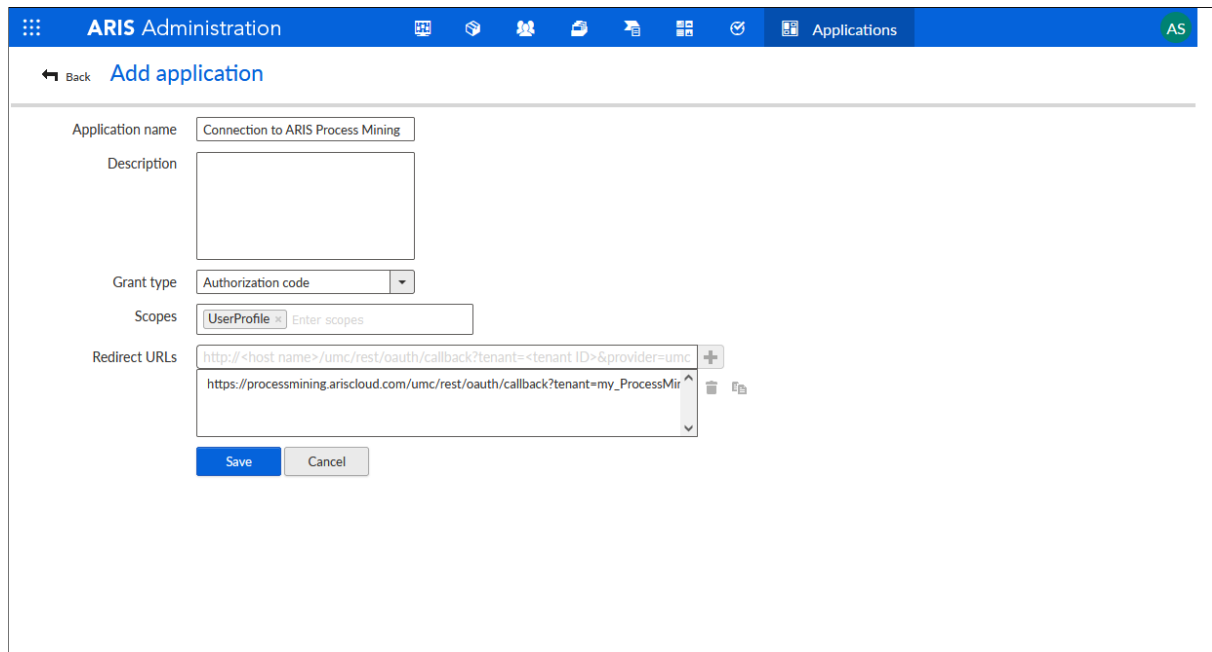 ARIS Administration
Applications
AS
Back
Add application
Application name
Connection to ARIS Process Mining
Description
Grant type
Authorization code
Scopes
UserProfile ×
Enter scopes
Redirect URLs
http://<host name>/umc/rest/oauth/callback?tenant=<tenant ID>&provider=umc
https://processmining.ariscloud.com/umc/rest/oauth/callback?tenant=my_ProcessMin
Save
Cancel